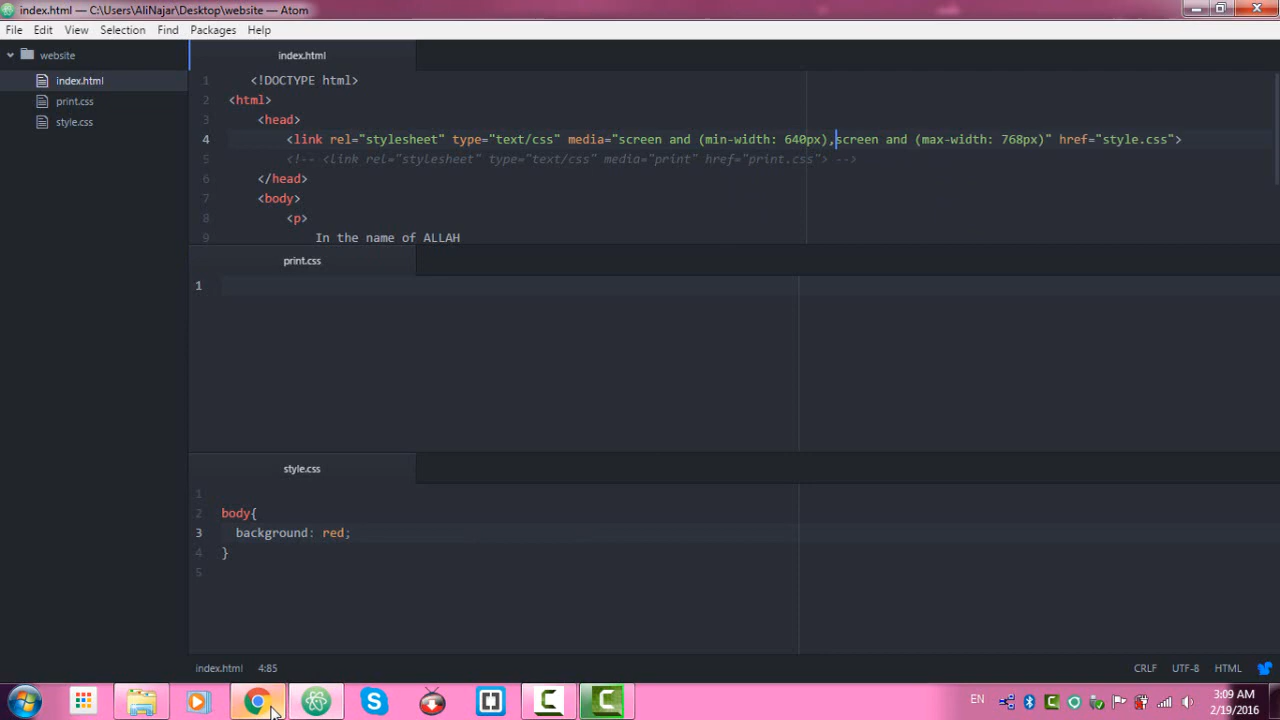 index.html — C:\Users\AliNajar\Desktop\website — Atom
File Edit View Selection Find Packages Help
website
index.html
print.css
style.css
index.html
1 <!DOCTYPE html>
2 <html>
3 <head>
4 <link rel="stylesheet" type="text/css" media="screen and (min-width: 640px),screen and (max-width: 768px)" href="style.css">
5 <!-- <link rel="stylesheet" type="text/css" media="print" href="print.css"> -->
6 </head>
7 <body>
8 <p>
9 In the name of ALLAH
print.css
1
style.css
1
2 body{
3 background: red;
4 }
5
index.html 4:85 CRLF UTF-8 HTML
EN
3:09 AM
2/19/2016